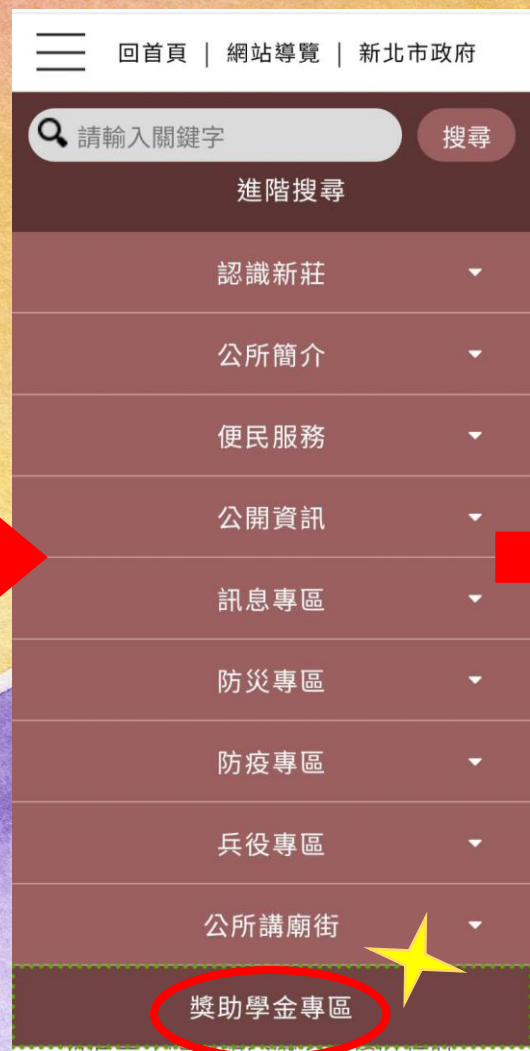 回首頁 | 網站導覽 | 新北市政府
請輸入關鍵字 搜尋
進階搜尋
認識新莊
公所簡介
便民服務
公開資訊
訊息專區
防災專區
防疫專區
兵役專區
公所講廟街
獎助學金專區